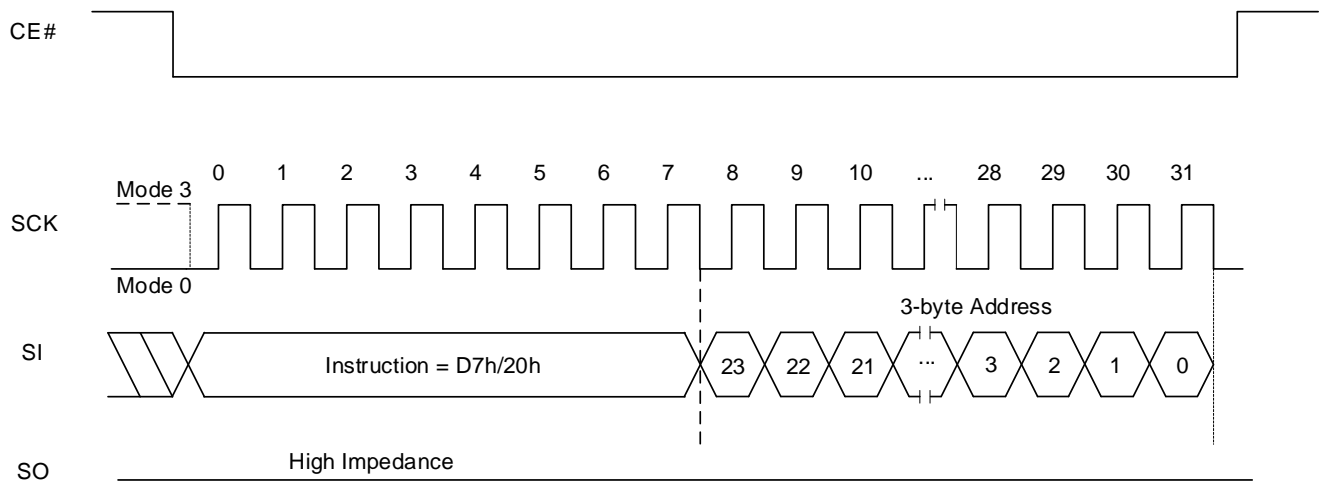 CE#
0 1 2 3 4 5 6 7 8 9 10 ... 28 29 30 31
Mode 3
SCK
Mode 0
3-byte Address
SI
Instruction = D7h/20h
23 22 21 ... 3 2 1 0
High Impedance
SO